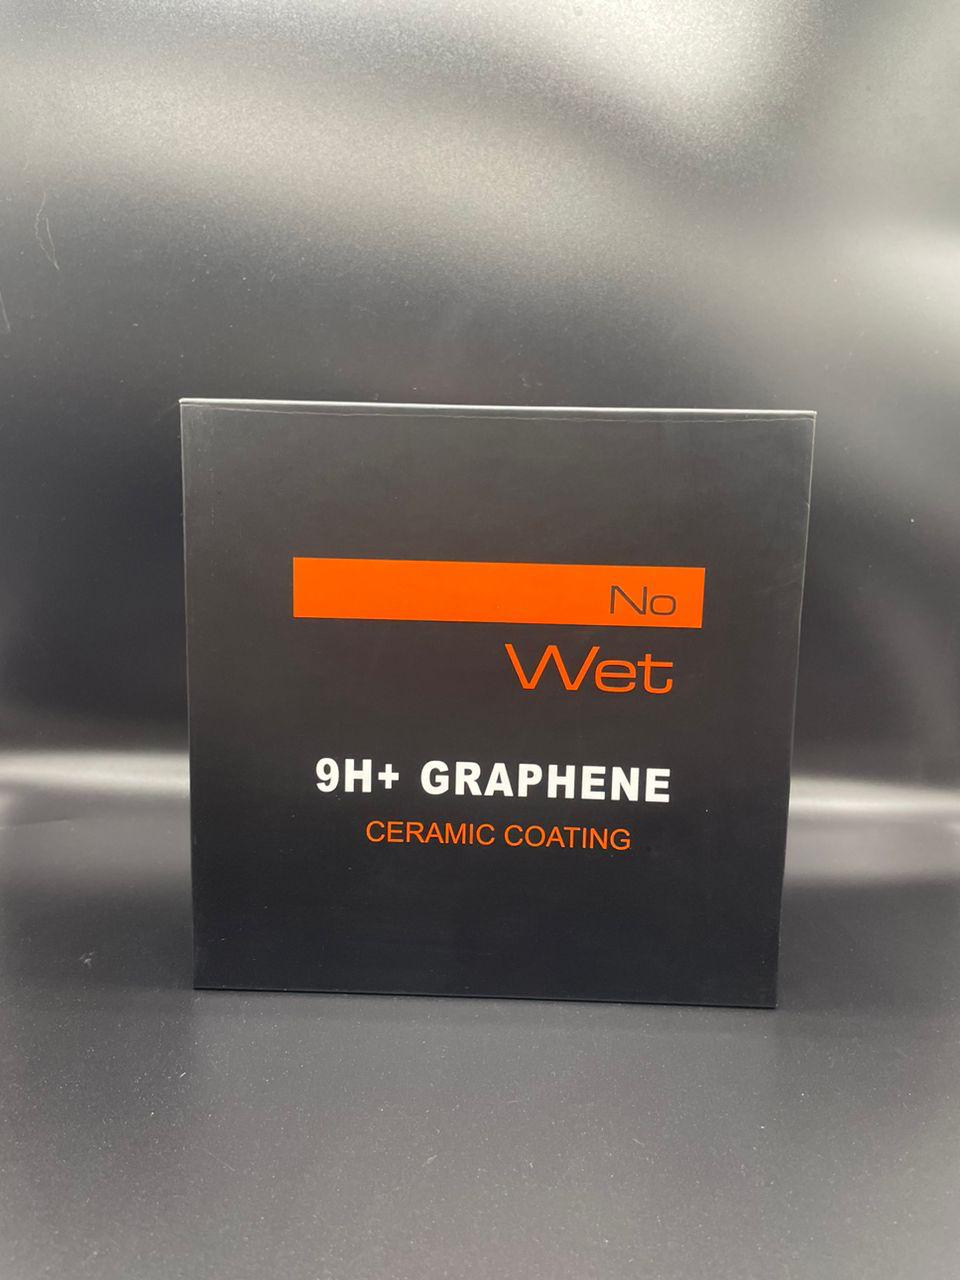 No
Wet
9H+ GRAPHENE
CERAMIC COATING